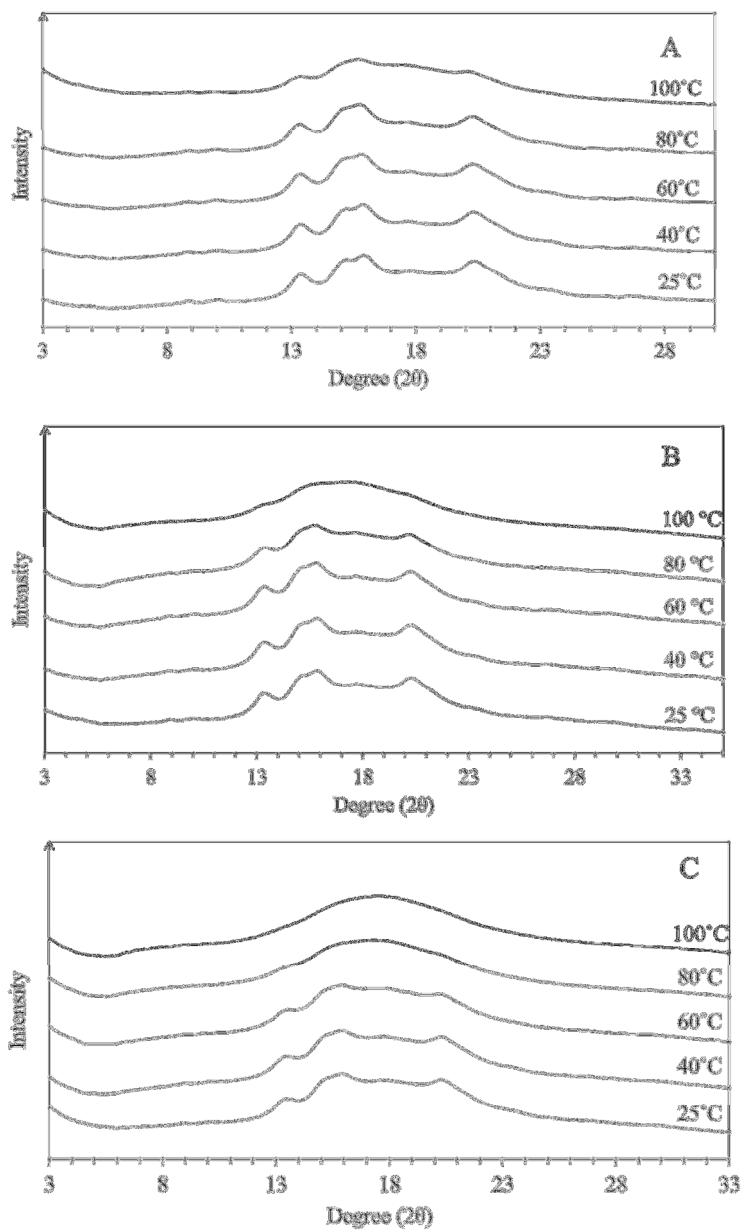 A
100°C
80°C
60°C
40°C
25°C
Intensity
3 8 13 18 23 28
Degree (2θ)
B
100 °C
80 °C
60 °C
40 °C
25 °C
Intensity
3 8 13 18 23 28 33
Degree (2θ)
C
100°C
80°C
60°C
40°C
25°C
Intensity
3 8 13 18 23 28 33
Degree (2θ)